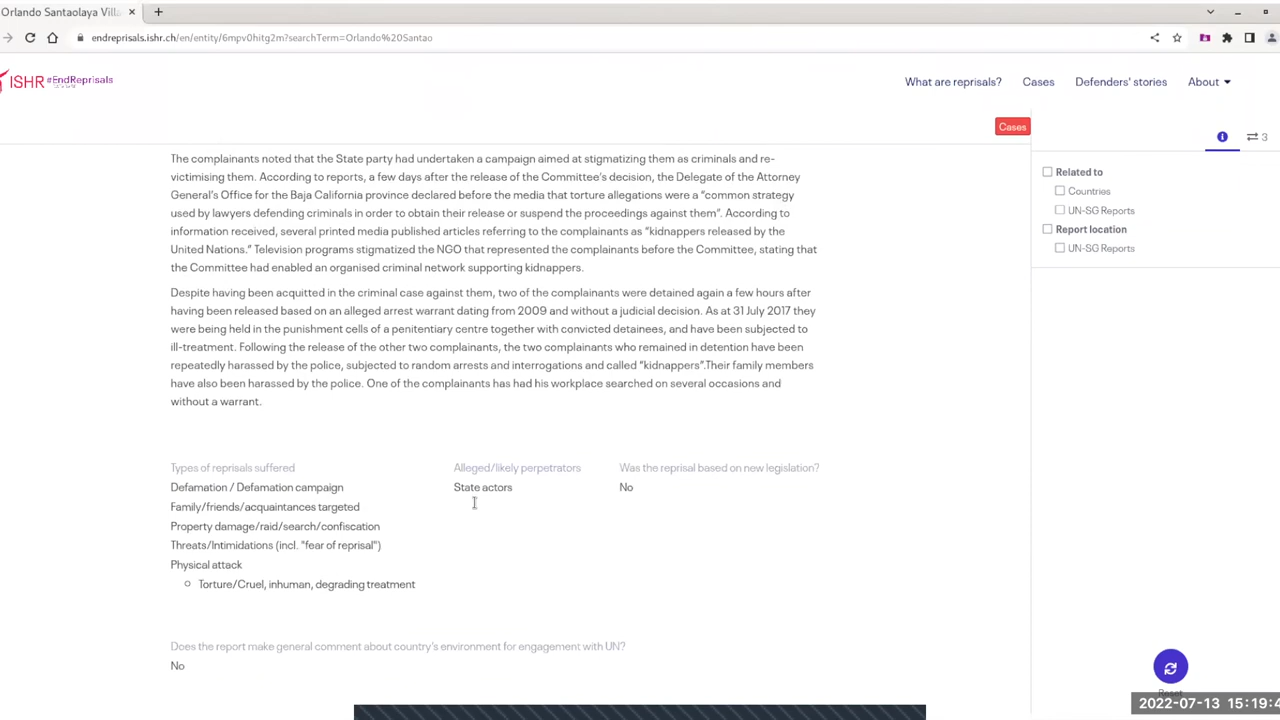 Orlando Santaolaya Villa
endreprisals.ishr.ch/en/entity/6mpv0hitg2m?searchTerm=Orlando%20Santao
ISHR #EndReprisals
What are reprisals?
Cases
Defenders' stories
About
Cases
3
The complainants noted that the State party had undertaken a campaign aimed at stigmatizing them as criminals and re-
victimising them. According to reports, a few days after the release of the Committee's decision, the Delegate of the Attorney
General's Office for the Baja California province declared before the media that torture allegations were a “common strategy
used by lawyers defending criminals in order to obtain their release or suspend the proceedings against them”. According to
information received, several printed media published articles referring to the complainants as “kidnappers released by the
United Nations.” Television programs stigmatized the NGO that represented the complainants before the Committee, stating that
the Committee had enabled an organised criminal network supporting kidnappers.
Despite having been acquitted in the criminal case against them, two of the complainants were detained again a few hours after
having been released based on an alleged arrest warrant dating from 2009 and without a judicial decision. As at 31 July 2017 they
were being held in the punishment cells of a penitentiary centre together with convicted detainees, and have been subjected to
ill-treatment. Following the release of the other two complainants, the two complainants who remained in detention have been
repeatedly harassed by the police, subjected to random arrests and interrogations and called “kidnappers”.Their family members
have also been harassed by the police. One of the complainants has had his workplace searched on several occasions and
without a warrant.
Types of reprisals suffered
Defamation / Defamation campaign
Family/friends/acquaintances targeted
Property damage/raid/search/confiscation
Threats/Intimidations (incl. "fear of reprisal")
Physical attack
Torture/Cruel, inhuman, degrading treatment
Alleged/likely perpetrators
State actors
Was the reprisal based on new legislation?
No
Does the report make general comment about country's environment for engagement with UN?
No
Related to
Countries
UN-SG Reports
Report location
UN-SG Reports
Reset
2022-07-13 15:19:4